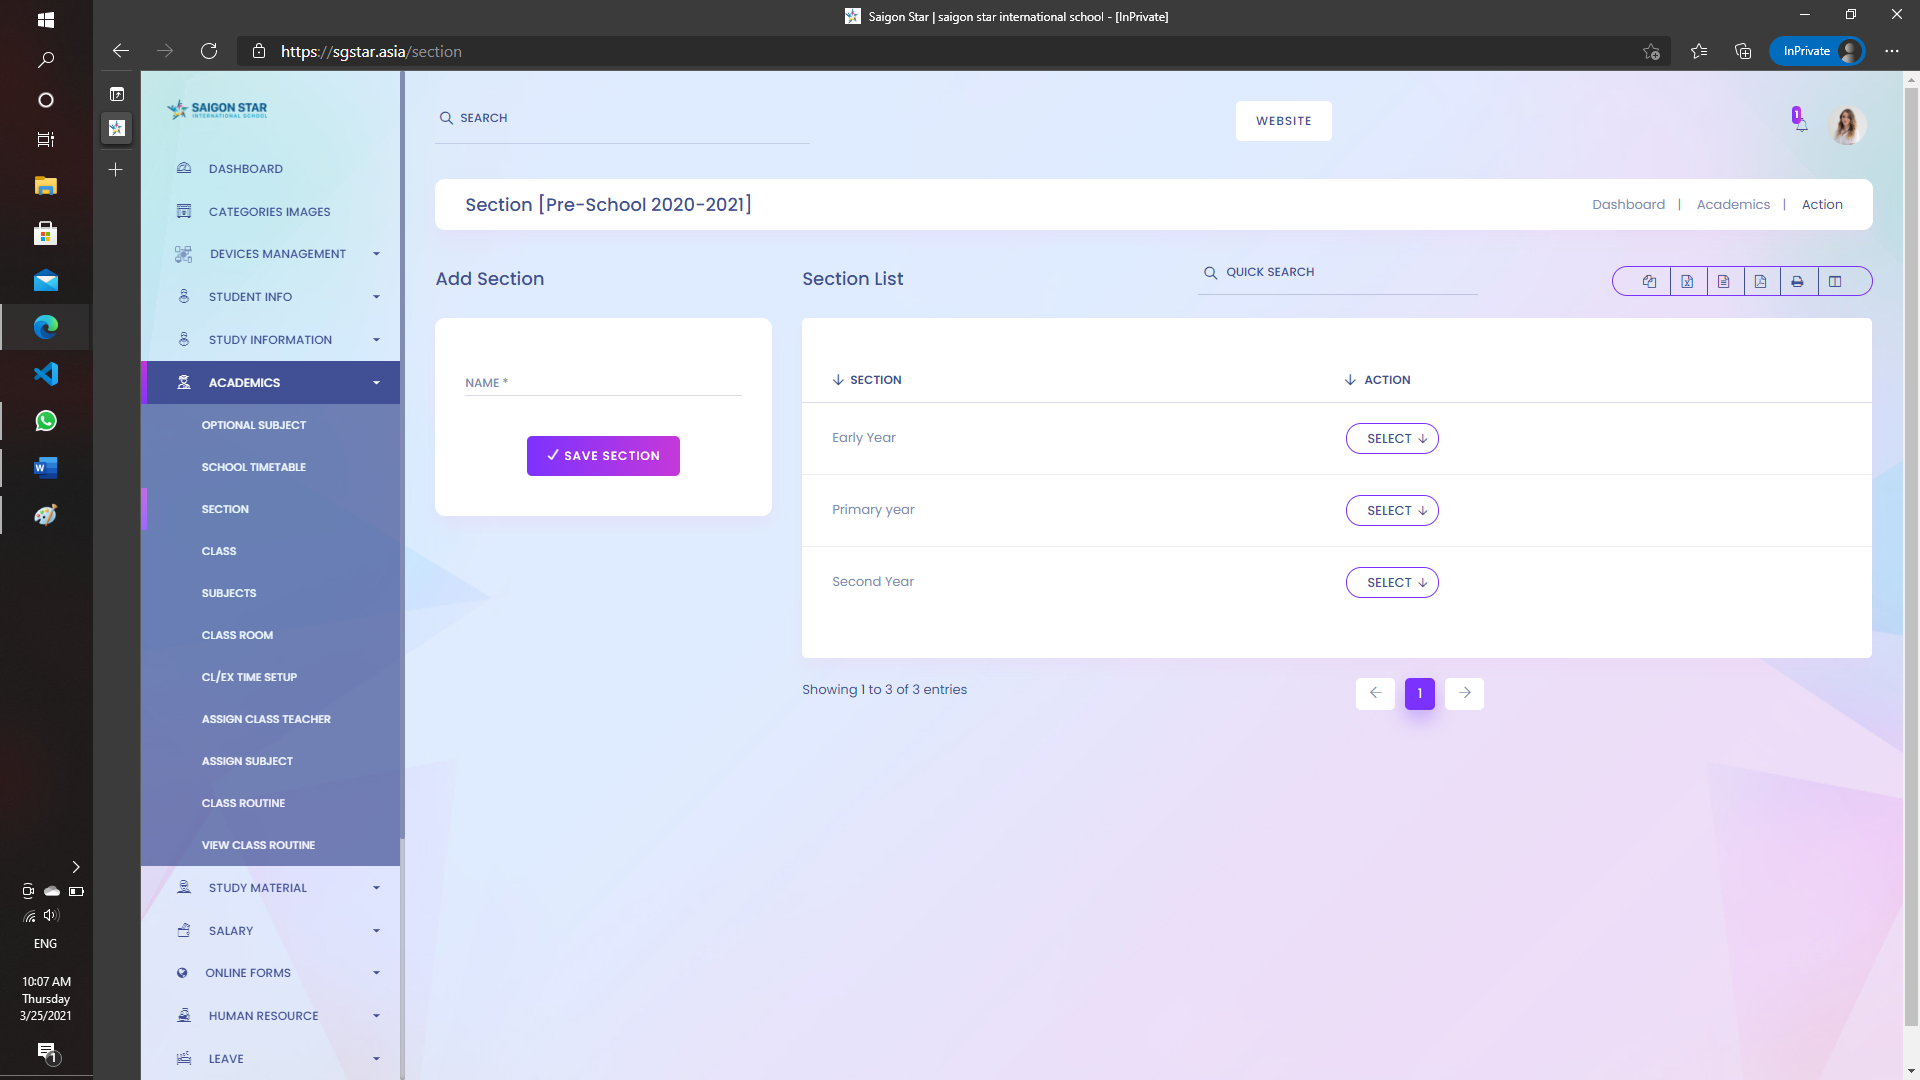 Saigon Star | saigon star international school - [InPrivate]
https://sgstar.asia/section
InPrivate
SAIGON STAR
INTERNATIONAL SCHOOL
SEARCH
WEBSITE
1
DASHBOARD
CATEGORIES IMAGES
DEVICES MANAGEMENT
STUDENT INFO
STUDY INFORMATION
ACADEMICS
OPTIONAL SUBJECT
SCHOOL TIMETABLE
SECTION
CLASS
SUBJECTS
CLASS ROOM
CL/EX TIME SETUP
ASSIGN CLASS TEACHER
ASSIGN SUBJECT
CLASS ROUTINE
VIEW CLASS ROUTINE
STUDY MATERIAL
SALARY
ONLINE FORMS
HUMAN RESOURCE
LEAVE
Section [Pre-School 2020-2021]
Dashboard | Academics | Action
Add Section
NAME *
SAVE SECTION
Section List
QUICK SEARCH
SECTION ACTION
Early Year SELECT
Primary year SELECT
Second Year SELECT
Showing 1 to 3 of 3 entries
1
ENG
10:07 AM
Thursday
3/25/2021
1